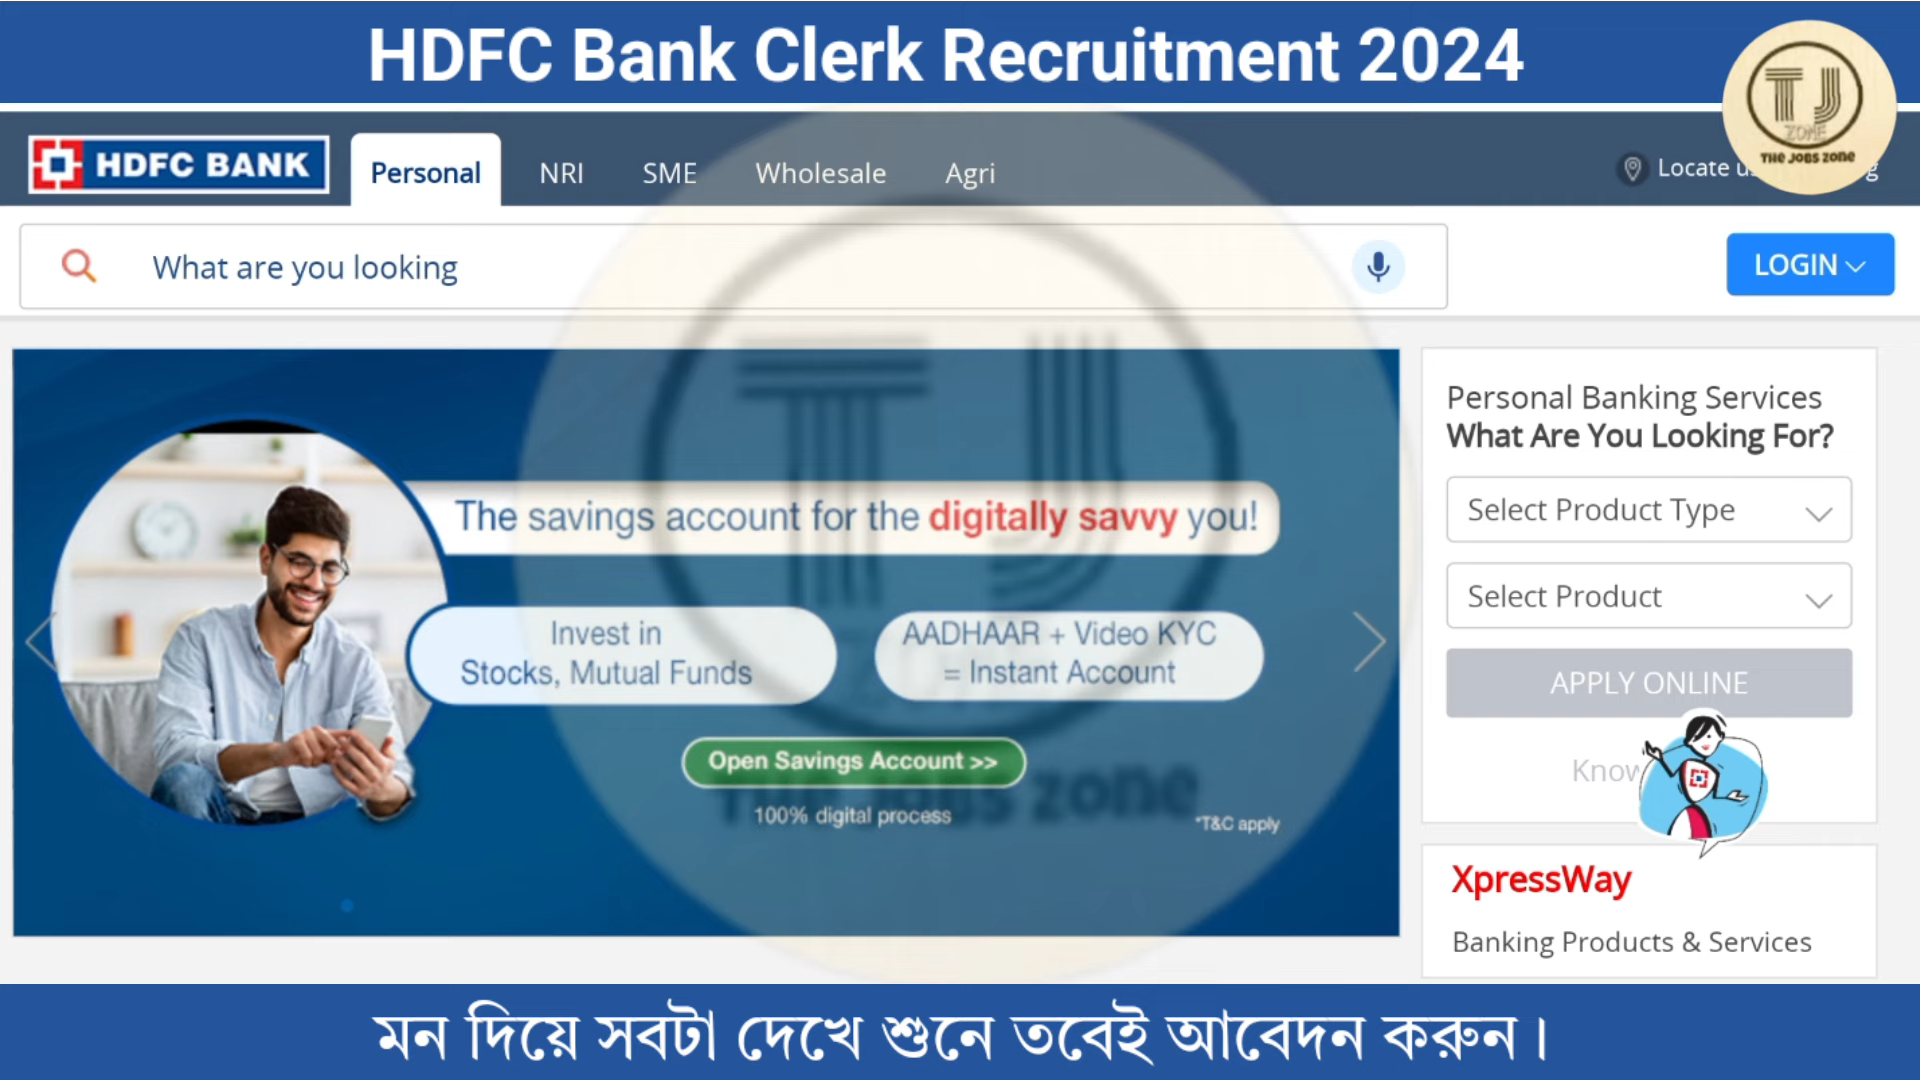 HDFC Bank Clerk Recruitment 2024
TJ
ZONE
THE JOBS ZONE
HDFC BANK
Personal
NRI
SME
Wholesale
Agri
Locate
What are you looking
LOGIN
Personal Banking Services
What Are You Looking For?
Select Product Type
Select Product
APPLY ONLINE
The savings account for the digitally savvy you!
Invest in
Stocks, Mutual Funds
AADHAAR + Video KYC
= Instant Account
Open Savings Account >>
100% digital process
*T&C apply
XpressWay
Banking Products & Services
মন দিয়ে সবটা দেখে শুনে তবেই আবেদন করুন।